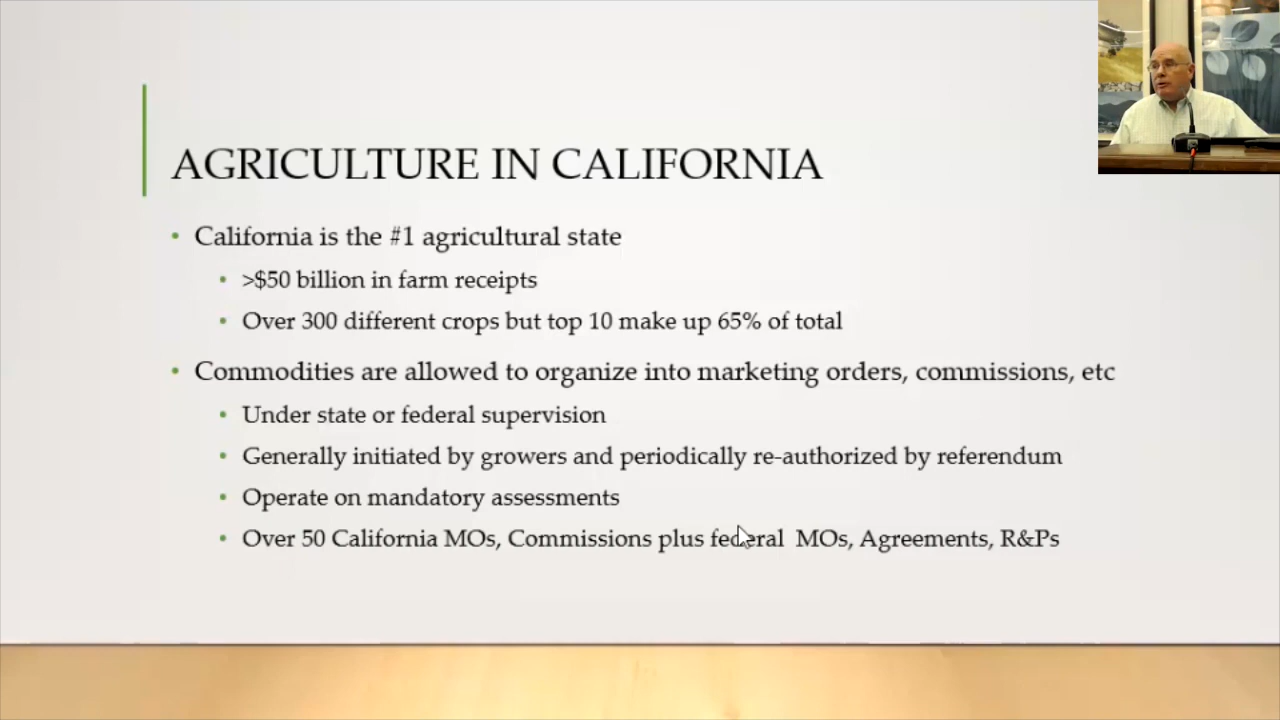 AGRICULTURE IN CALIFORNIA
• California is the #1 agricultural state
• >$50 billion in farm receipts
• Over 300 different crops but top 10 make up 65% of total
• Commodities are allowed to organize into marketing orders, commissions, etc
• Under state or federal supervision
• Generally initiated by growers and periodically re-authorized by referendum
• Operate on mandatory assessments
• Over 50 California MOs, Commissions plus federal MOs, Agreements, R&Ps